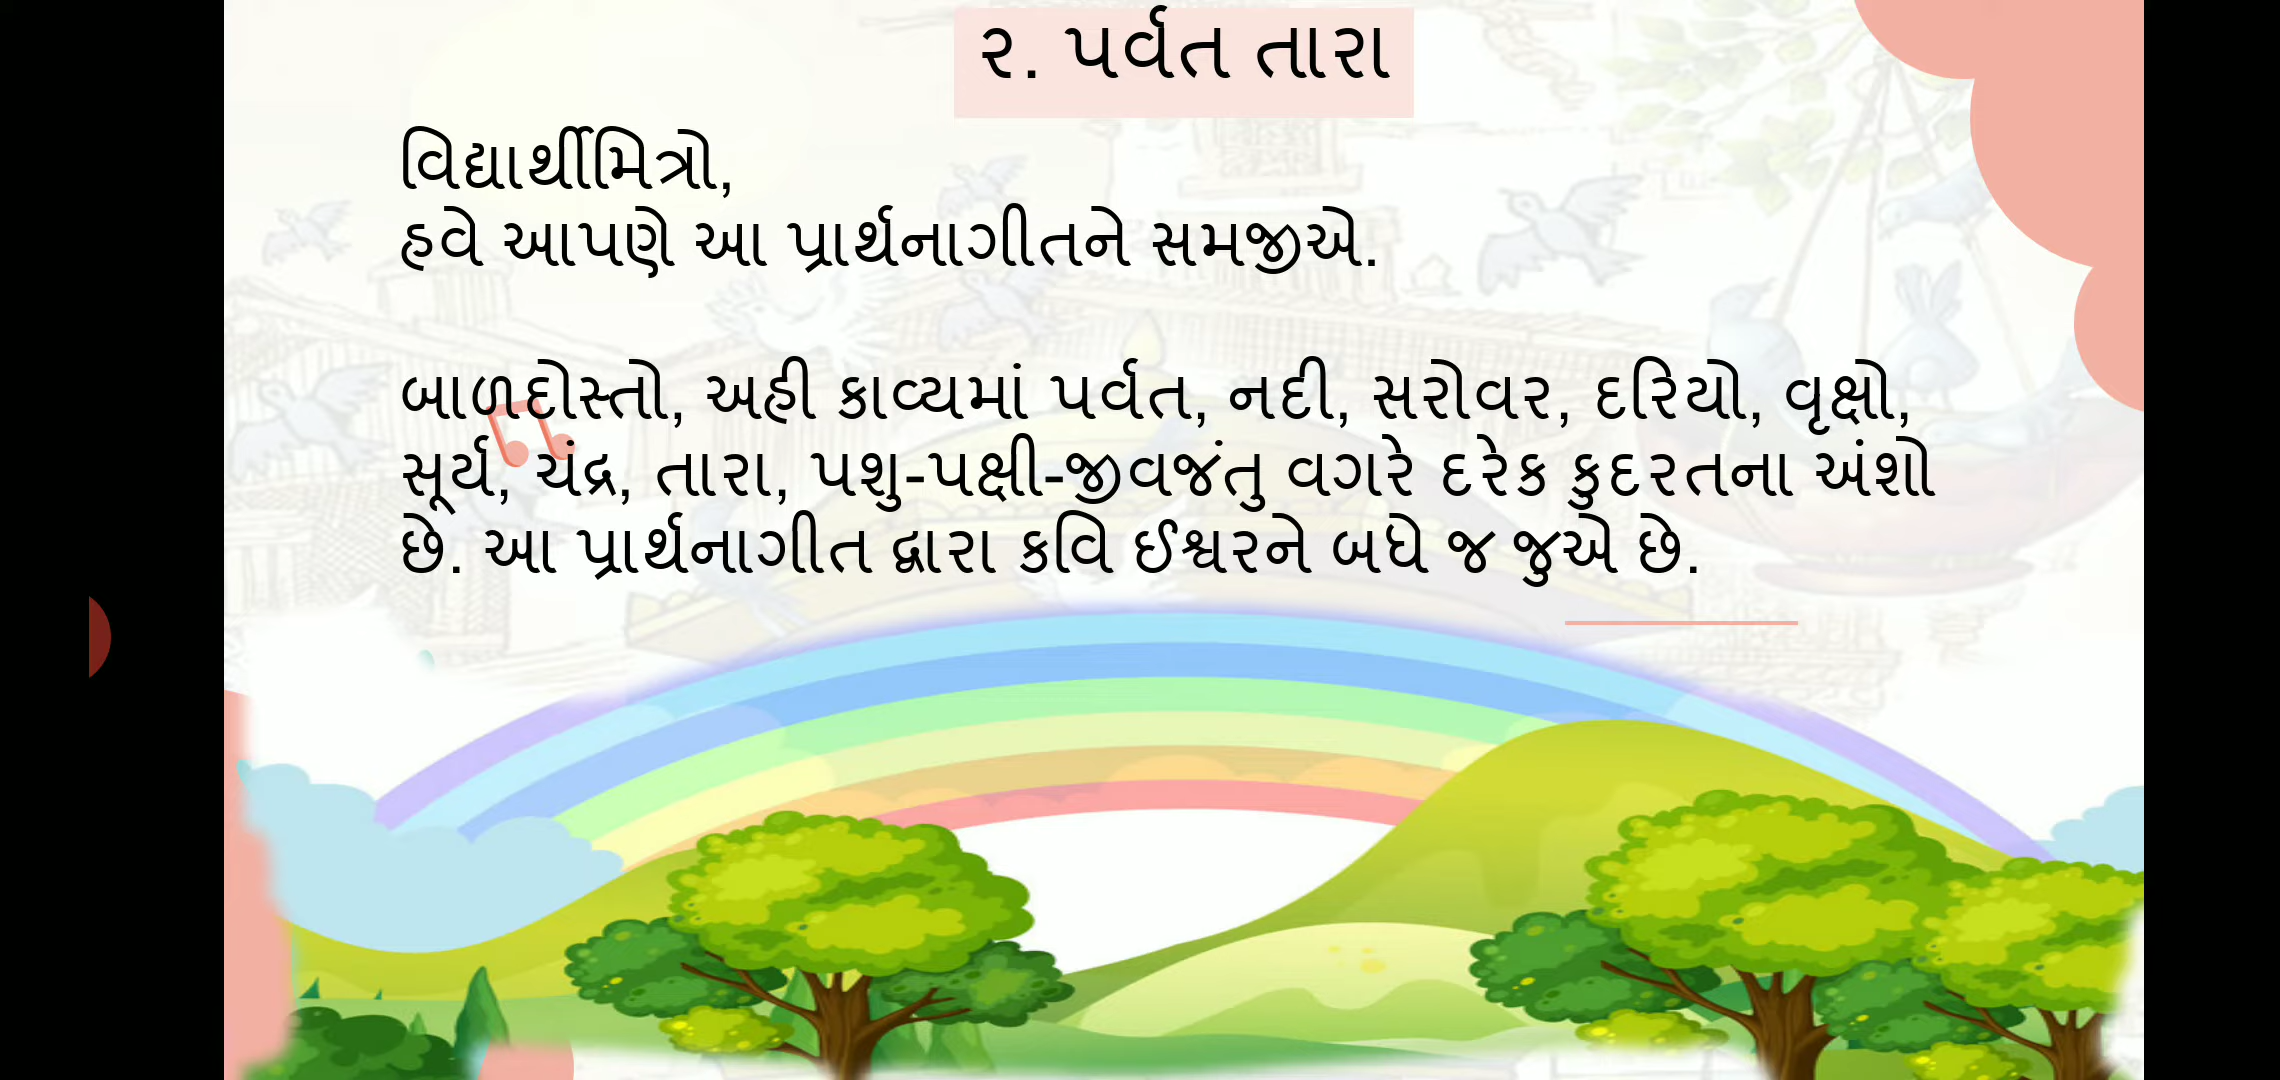 ૨. પર્વત તારા
વિદ્યાર્થીમિત્રો,
હવે આપણે આ પ્રાર્થનાગીતને સમજીએ.
બાળદોસ્તો, અહી કાવ્યમાં પર્વત, નદી, સરોવર, દરિયો, વૃક્ષો,
સૂર્ય, ચંદ્ર, તારા, પશુ-પક્ષી-જીવજંતુ વગરે દરેક કુદરતના અંશો
છે. આ પ્રાર્થનાગીત દ્વારા કવિ ઈશ્વરને બધે જ જુએ છે.